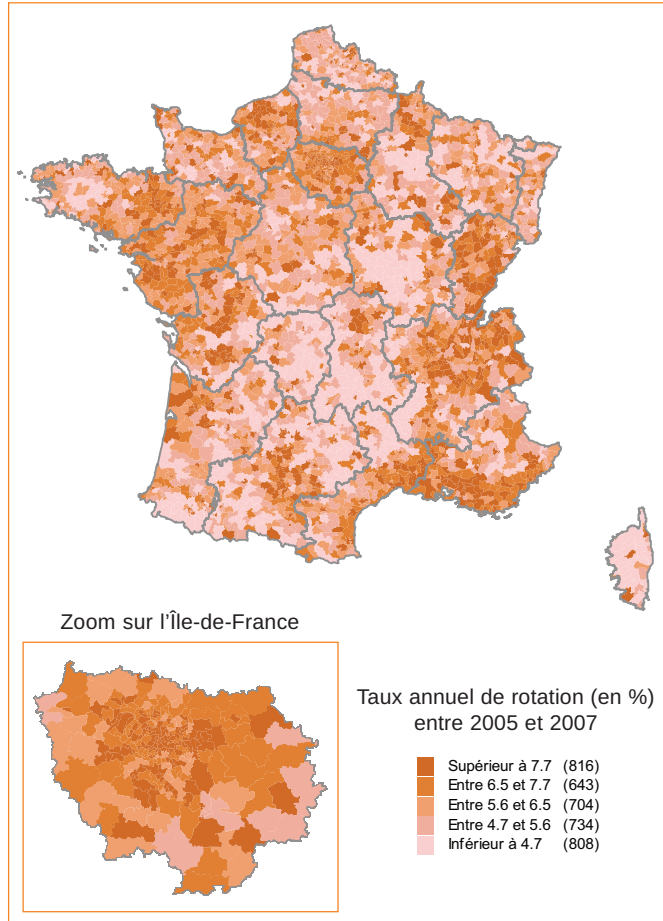 Zoom sur l'Île-de-France
Taux annuel de rotation (en %)
entre 2005 et 2007
Supérieur à 7.7 (816)
Entre 6.5 et 7.7 (643)
Entre 5.6 et 6.5 (704)
Entre 4.7 et 5.6 (734)
Inférieur à 4.7 (808)